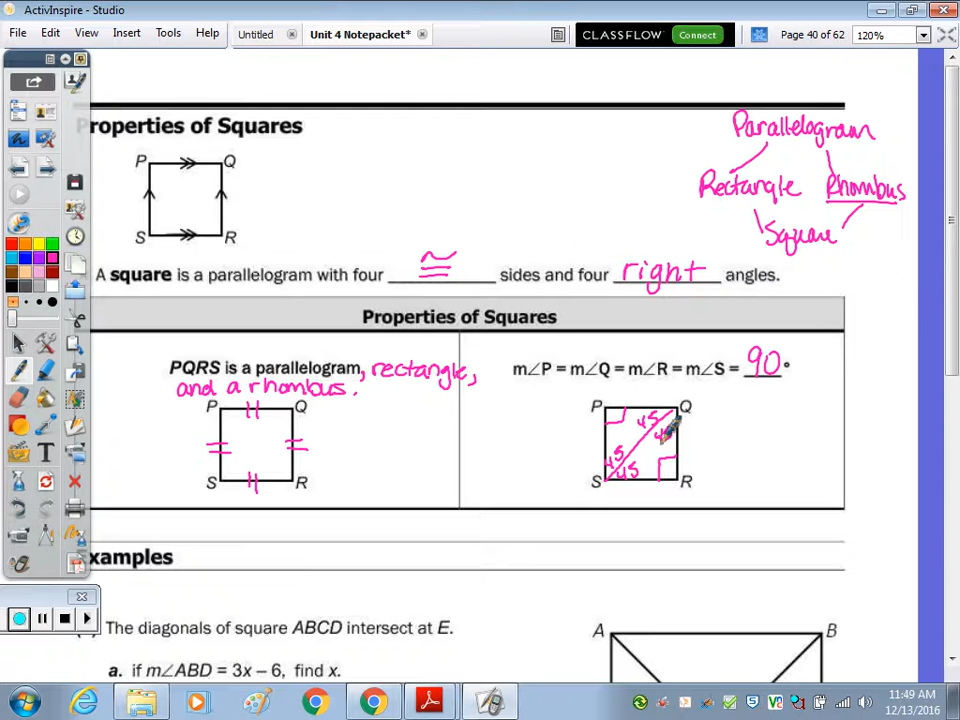 ActivInspire - Studio
File Edit View Insert Tools Help Untitled Unit 4 Notepacket* CLASSFLOW Connect Page 40 of 62 120%
Properties of Squares
Parallelogram
Rectangle Rhombus
Square
P Q
S R
A square is a parallelogram with four ≅ sides and four right angles.
Properties of Squares
PQRS is a parallelogram, rectangle,
and a rhombus.
P Q
S R
m∠P = m∠Q = m∠R = m∠S = 90°
P Q
45
45
45
S R
xamples
The diagonals of square ABCD intersect at E.
a. if m∠ABD = 3x – 6, find x.
A B
11:49 AM
12/13/2016